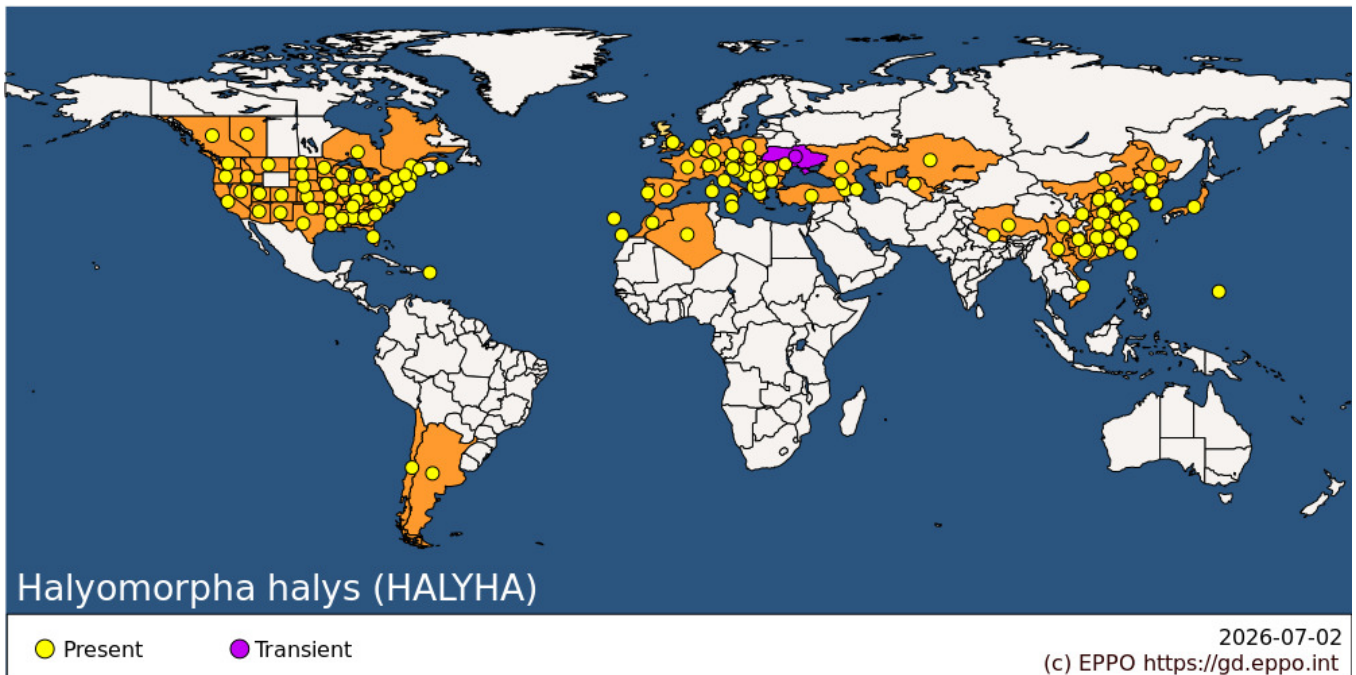 Halyomorpha halys (HALYHA)
Present
Transient
2026-07-02
(c) EPPO https://gd.eppo.int